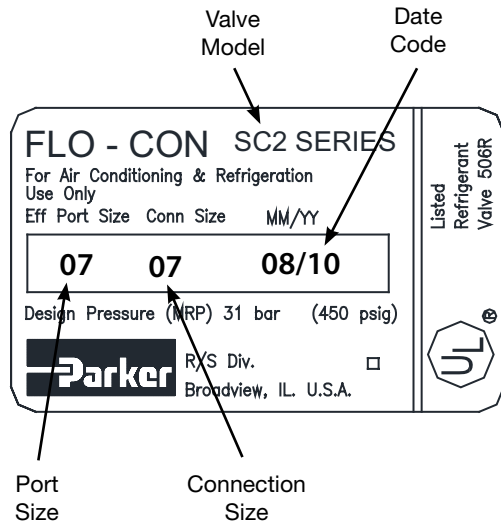 Valve
Model
Date
Code
FLO - CON SC2 SERIES
For Air Conditioning & Refrigeration
Use Only
Eff Port Size Conn Size MM/YY
07 07 08/10
Design Pressure (MRP) 31 bar (450 psig)
Parker
R/S Div.
Broadview, IL. U.S.A.
Listed
Refrigerant
Valve 506R
UL ®
Port
Size
Connection
Size